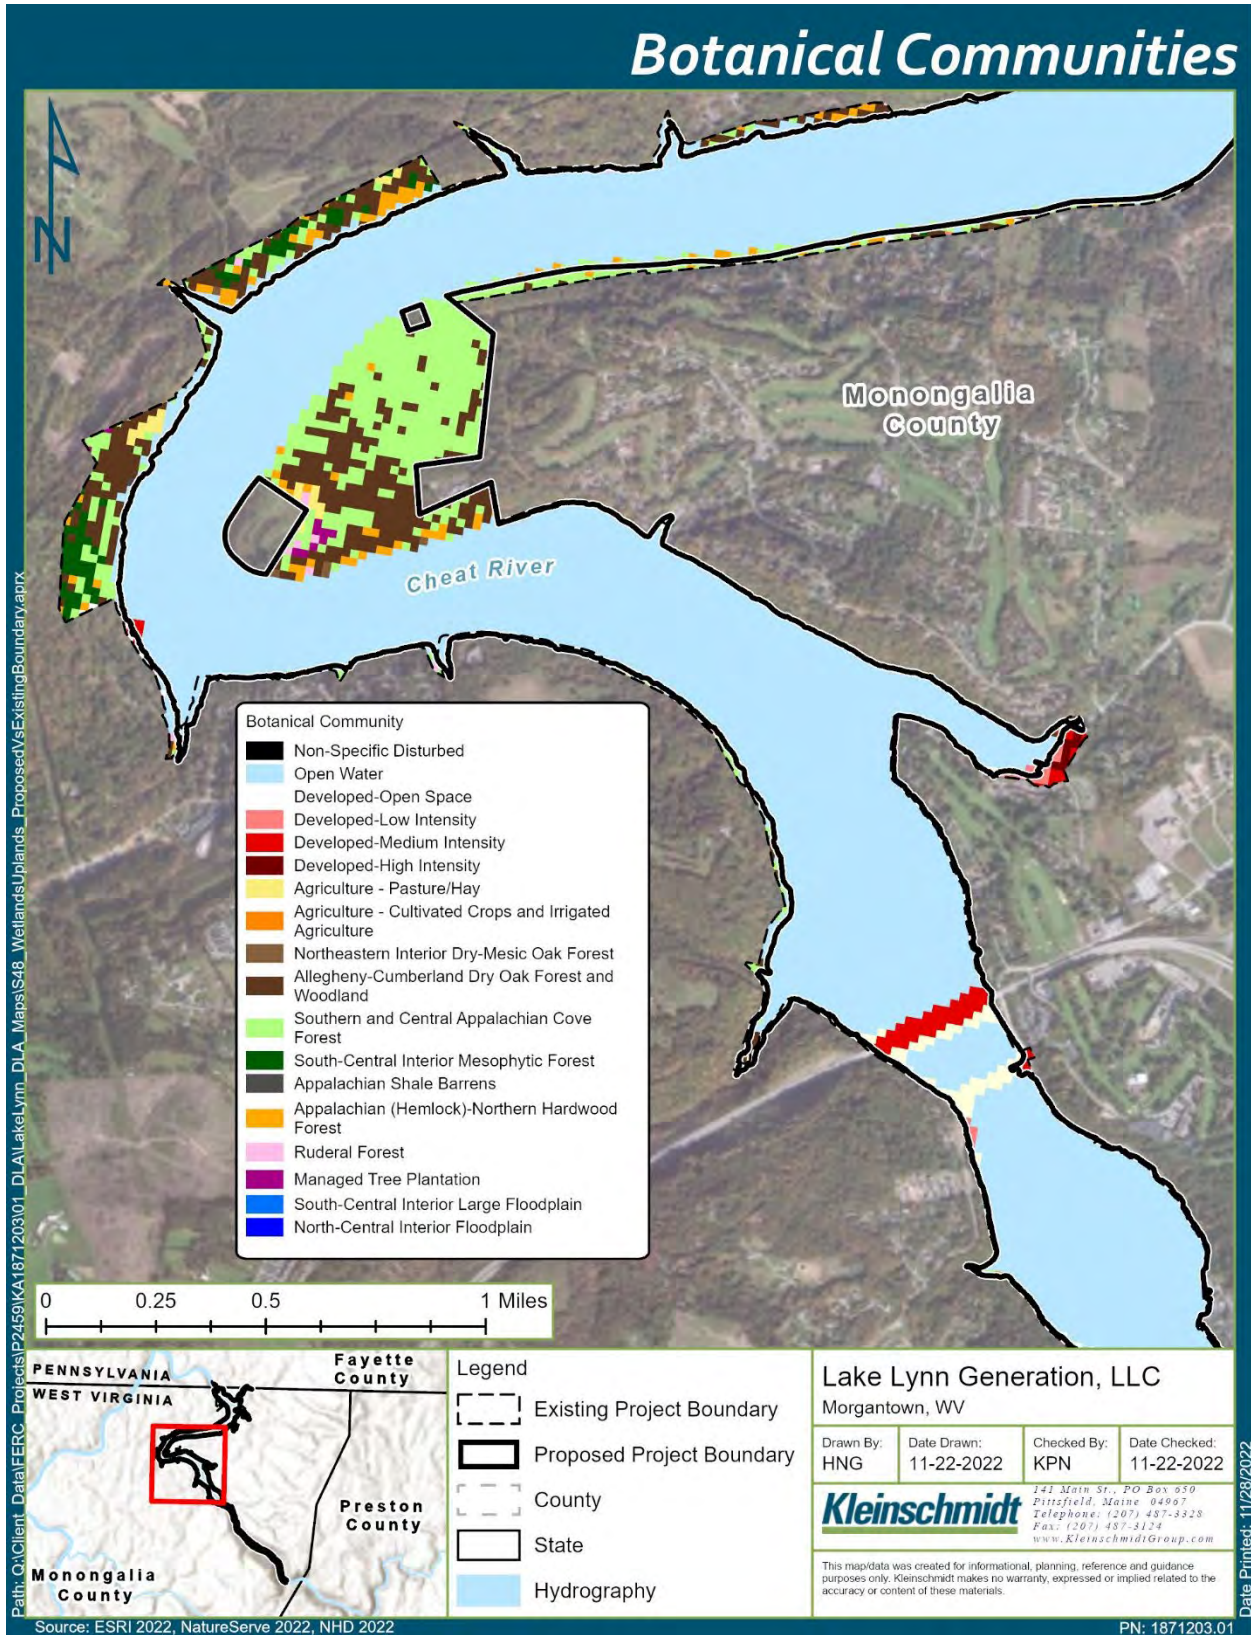 Botanical Communities
N
Monongalia
County
Cheat River
Botanical Community
Non-Specific Disturbed
Open Water
Developed-Open Space
Developed-Low Intensity
Developed-Medium Intensity
Developed-High Intensity
Agriculture - Pasture/Hay
Agriculture - Cultivated Crops and Irrigated
Agriculture
Northeastern Interior Dry-Mesic Oak Forest
Allegheny-Cumberland Dry Oak Forest and
Woodland
Southern and Central Appalachian Cove
Forest
South-Central Interior Mesophytic Forest
Appalachian Shale Barrens
Appalachian (Hemlock)-Northern Hardwood
Forest
Ruderal Forest
Managed Tree Plantation
South-Central Interior Large Floodplain
North-Central Interior Floodplain
0 0.25 0.5 1 Miles
PENNSYLVANIA
WEST VIRGINIA
Fayette
County
Preston
County
Monongalia
County
Legend
Existing Project Boundary
Proposed Project Boundary
County
State
Hydrography
Lake Lynn Generation, LLC
Morgantown, WV
Drawn By:
HNG
Date Drawn:
11-22-2022
Checked By:
KPN
Date Checked:
11-22-2022
Kleinschmidt
141 Main St., PO Box 650
Pittsfield, Maine 04967
Telephone: (207) 487-3328
Fax: (207) 487-3124
www.KleinschmidtGroup.com
This map/data was created for informational, planning, reference and guidance
purposes only. Kleinschmidt makes no warranty, expressed or implied related to the
accuracy or content of these materials.
Source: ESRI 2022, NatureServe 2022, NHD 2022
PN: 1871203.01
Path: Q:\Client_Data\FERC_Projects\P2459\KA1871203\01_DLA\LakeLynn_DLA_Maps\S48_WetlandsUplands_ProposedVsExistingBoundary.aprx
Date Printed: 11/28/2022